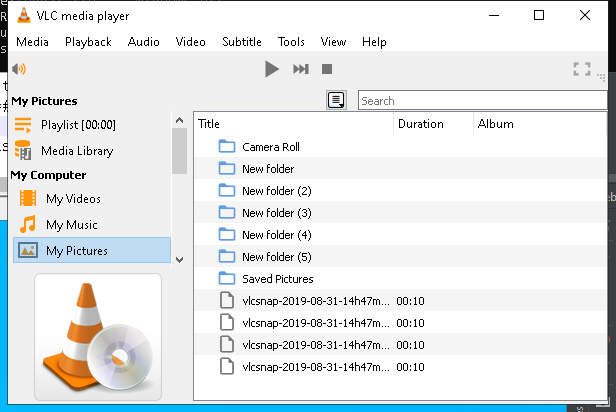 VLC media player
Media Playback Audio Video Subtitle Tools View Help
My Pictures
Playlist [00:00]
Media Library
My Computer
My Videos
My Music
My Pictures
Search
Title Duration Album
Camera Roll
New folder
New folder (2)
New folder (3)
New folder (4)
New folder (5)
Saved Pictures
vlcsnap-2019-08-31-14h47m... 00:10
vlcsnap-2019-08-31-14h47m... 00:10
vlcsnap-2019-08-31-14h47m... 00:10
vlcsnap-2019-08-31-14h47m... 00:10